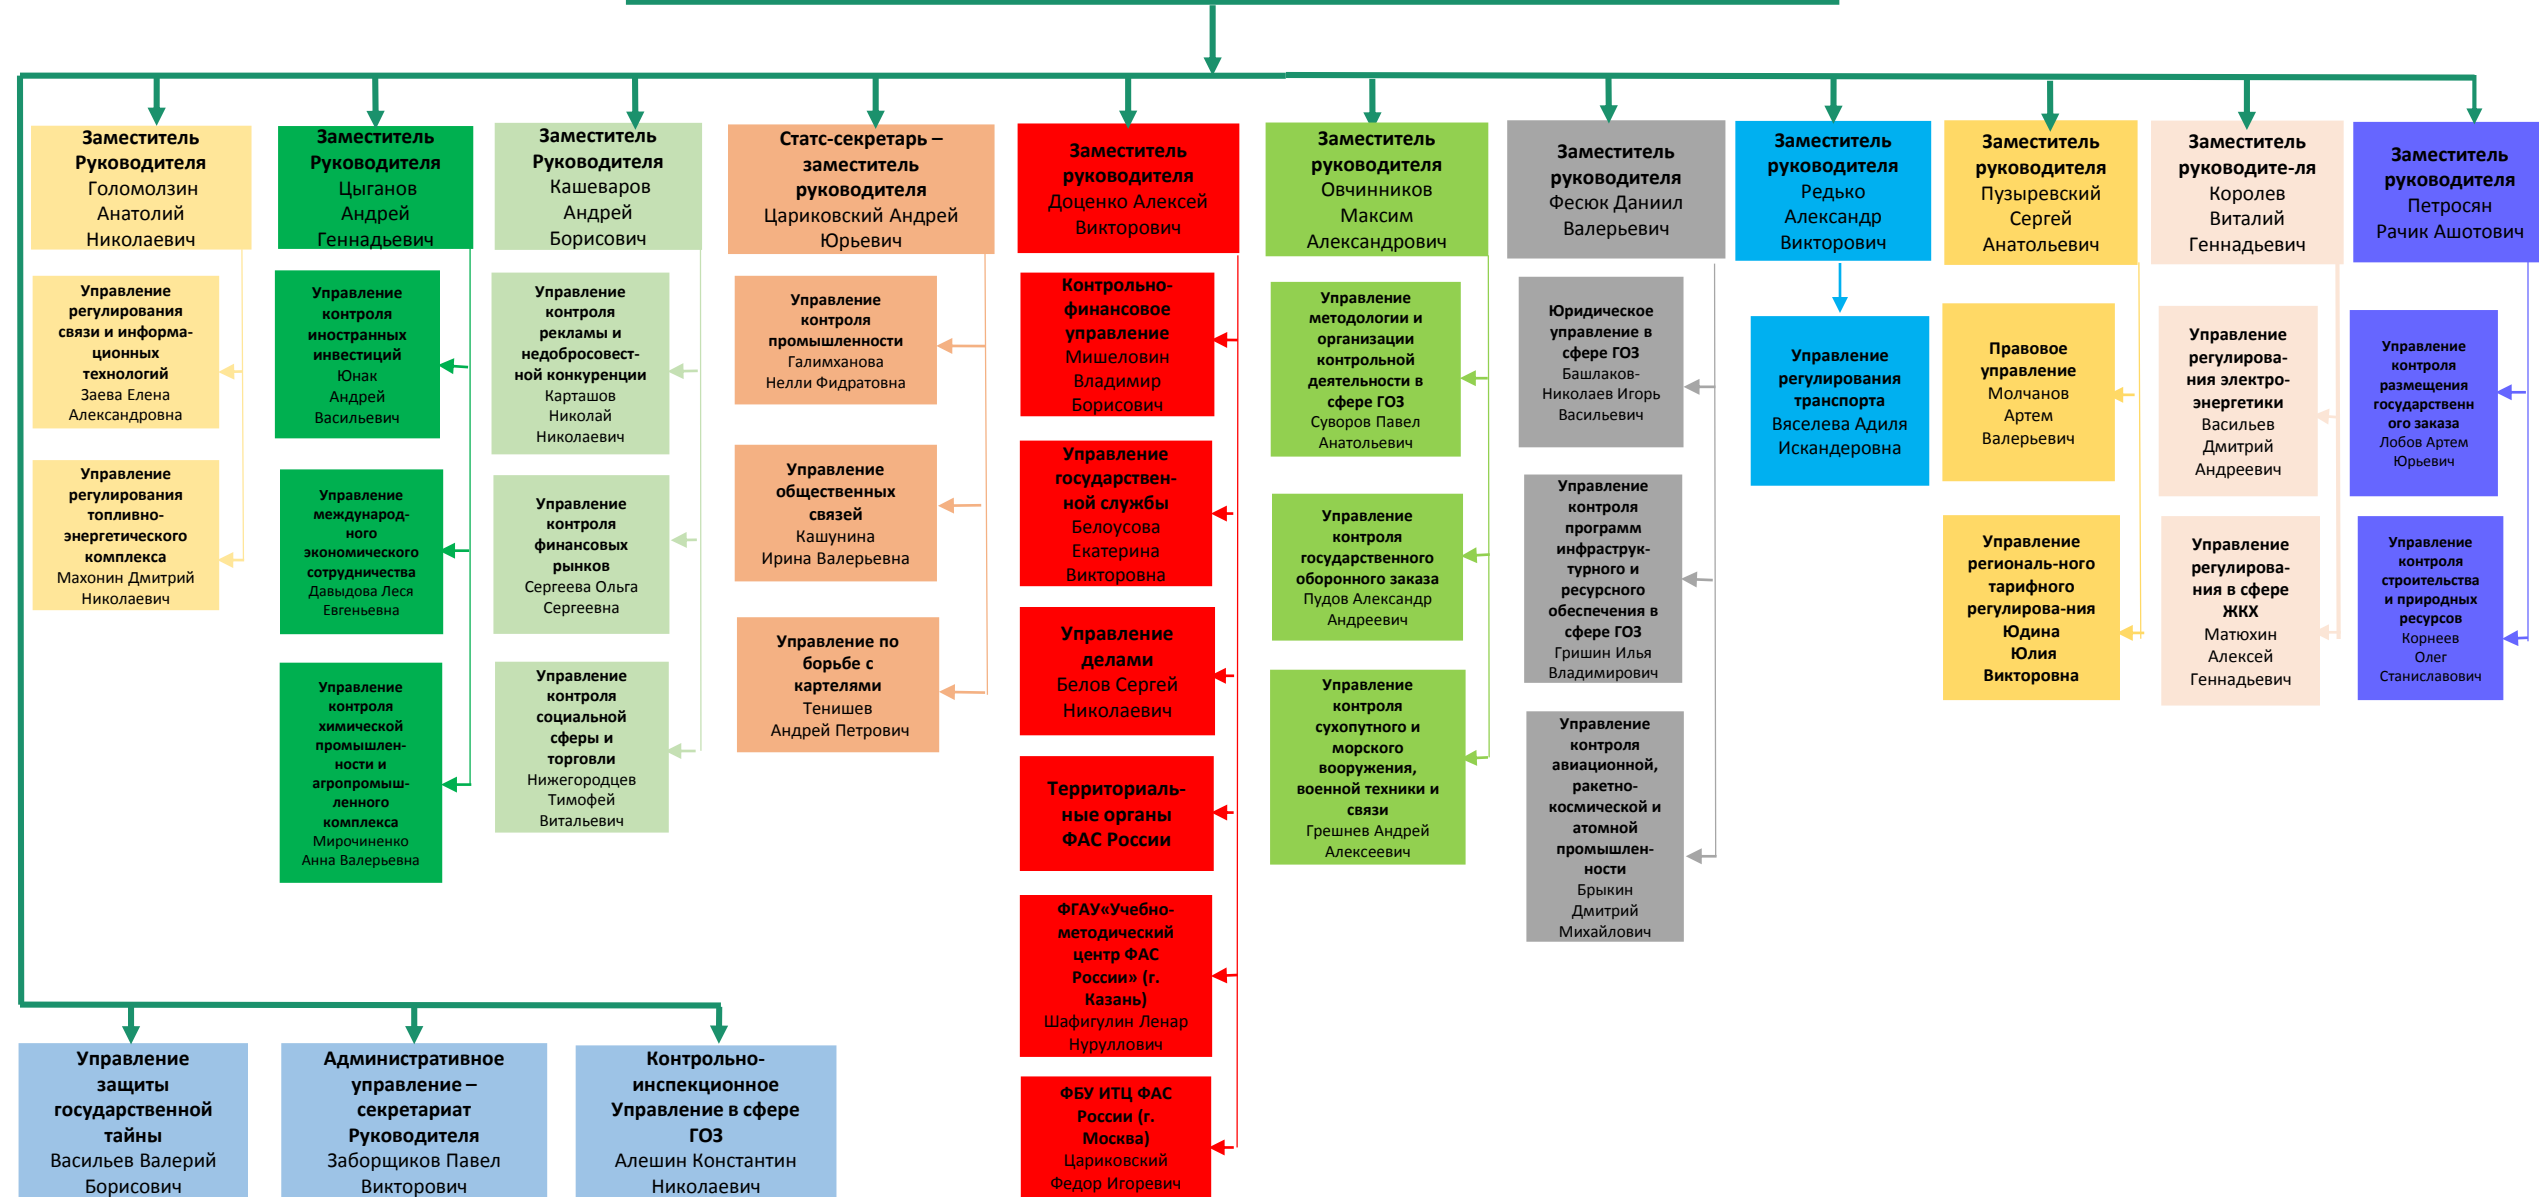 Заместитель
Руководителя
Голомолзин
Анатолий
Николаевич
Управление
регулирования
связи и информа-
ционных
технологий
Заева Елена
Александровна
Управление
регулирования
топливно-
энергетического
комплекса
Махонин Дмитрий
Николаевич
Заместитель
Руководителя
Цыганов
Андрей
Геннадьевич
Управление
контроля
иностранных
инвестиций
Юнак
Андрей
Васильевич
Управление
международ-
ного
экономического
сотрудничества
Давыдова Леся
Евгеньевна
Управление
контроля
химической
промышлен-
ности и
агропромыш-
ленного
комплекса
Мирочиненко
Анна Валерьевна
Заместитель
Руководителя
Кашеваров
Андрей
Борисович
Управление
контроля
рекламы и
недобросовест-
ной конкуренции
Карташов
Николай
Николаевич
Управление
контроля
финансовых
рынков
Сергеева Ольга
Сергеевна
Управление
контроля
социальной
сферы и
торговли
Нижегородцев
Тимофей
Витальевич
Статс-секретарь –
заместитель
руководителя
Цариковский Андрей
Юрьевич
Управление
контроля
промышленности
Галимханова
Нелли Фидратовна
Управление
общественных
связей
Кашунина
Ирина Валерьевна
Управление по
борьбе с
картелями
Тенишев
Андрей Петрович
Заместитель
руководителя
Доценко Алексей
Викторович
Контрольно-
финансовое
управление
Мишеловин
Владимир
Борисович
Управление
государствен-
ной службы
Белоусова
Екатерина
Викторовна
Управление
делами
Белов Сергей
Николаевич
Территориаль-
ные органы
ФАС России
ФГАУ«Учебно-
методический
центр ФАС
России» (г.
Казань)
Шафигулин Ленар
Нуруллович
ФБУ ИТЦ ФАС
России (г.
Москва)
Цариковский
Федор Игоревич
Заместитель
руководителя
Овчинников
Максим
Александрович
Управление
методологии и
организации
контрольной
деятельности в
сфере ГОЗ
Суворов Павел
Анатольевич
Управление
контроля
государственного
оборонного заказа
Пудов Александр
Андреевич
Управление
контроля
сухопутного и
морского
вооружения,
военной техники и
связи
Грешнев Андрей
Алексеевич
Заместитель
руководителя
Фесюк Даниил
Валерьевич
Юридическое
управление в
сфере ГОЗ
Башлаков-
Николаев Игорь
Васильевич
Управление
контроля
программ
инфраструк-
турного и
ресурсного
обеспечения в
сфере ГОЗ
Гришин Илья
Владимирович
Управление
контроля
авиационной,
ракетно-
космической и
атомной
промышлен-
ности
Брыкин
Дмитрий
Михайлович
Заместитель
руководителя
Редько
Александр
Викторович
Управление
регулирования
транспорта
Вяселева Адиля
Искандеровна
Заместитель
руководителя
Пузыревский
Сергей
Анатольевич
Правовое
управление
Молчанов
Артем
Валерьевич
Управление
региональ-ного
тарифного
регулирова-ния
Юдина
Юлия
Викторовна
Заместитель
руководите-ля
Королев
Виталий
Геннадьевич
Управление
регулирова-
ния электро-
энергетики
Васильев
Дмитрий
Андреевич
Управление
регулирова-
ния в сфере
ЖКХ
Матюхин
Алексей
Геннадьевич
Заместитель
руководителя
Петросян
Рачик Ашотович
Управление
контроля
размещения
государственн
ого заказа
Лобов Артем
Юрьевич
Управление
контроля
строительства
и природных
ресурсов
Корнеев
Олег
Станиславович
Управление
защиты
государственной
тайны
Васильев Валерий
Борисович
Административное
управление –
секретариат
Руководителя
Заборщиков Павел
Викторович
Контрольно-
инспекционное
Управление в сфере
ГОЗ
Алешин Константин
Николаевич